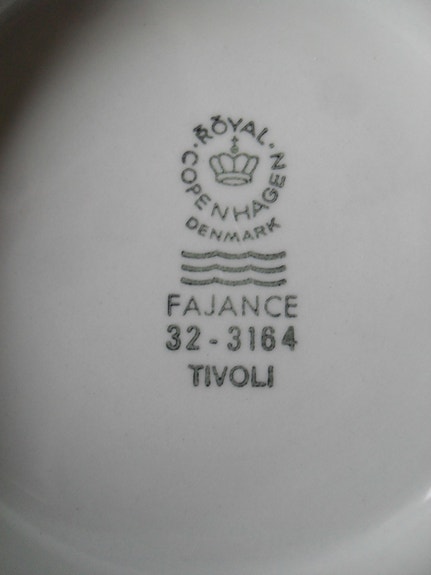 ROYAL
COPENHAGEN
DENMARK
FAJANCE
32-3164
TIVOLI